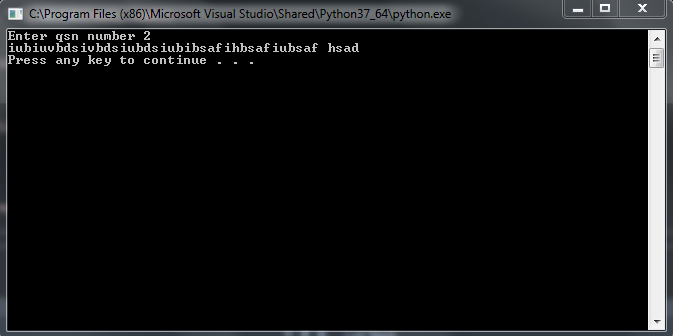 C:\Program Files (x86)\Microsoft Visual Studio\Shared\Python37_64\python.exe
Enter qsn number 2
iubiuvbdsivbdsiubdsiubibsafihbsafiubsaf hsad
Press any key to continue . . .